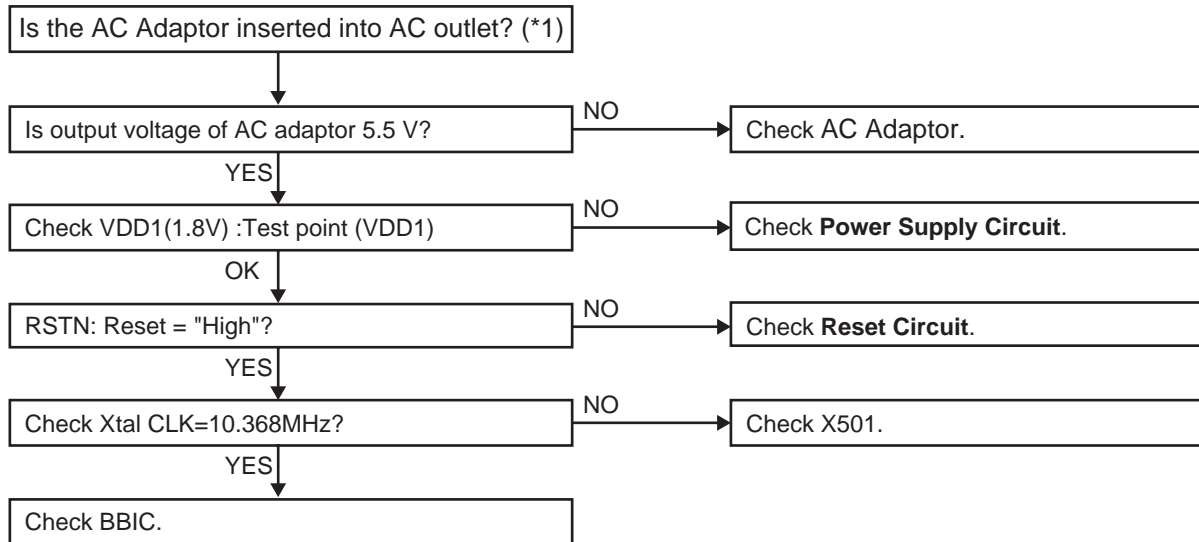 Is the AC Adaptor inserted into AC outlet? (*1)
Is output voltage of AC adaptor 5.5 V?
NO
Check AC Adaptor.
YES
Check VDD1(1.8V) :Test point (VDD1)
NO
Check Power Supply Circuit.
OK
RSTN: Reset = "High"?
NO
Check Reset Circuit.
YES
Check Xtal CLK=10.368MHz?
NO
Check X501.
YES
Check BBIC.